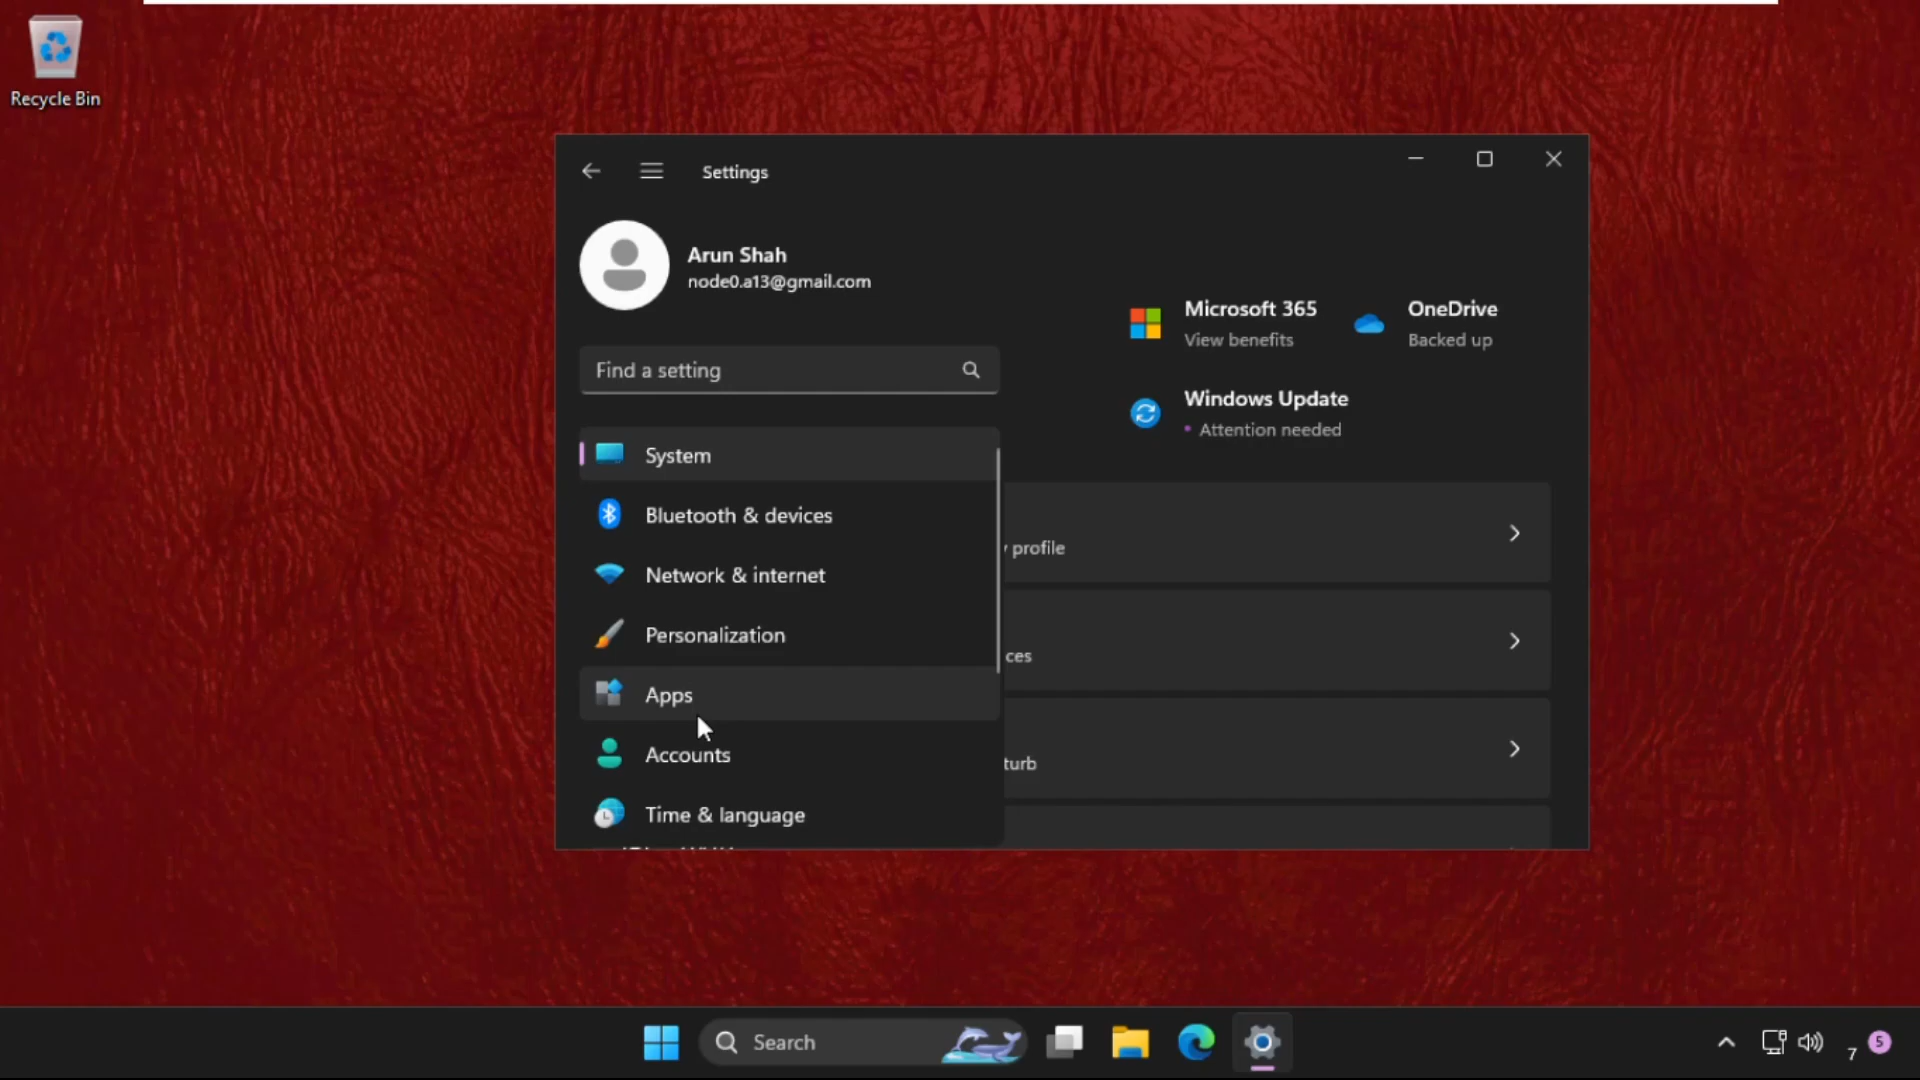 Recycle Bin
Settings
Arun Shah
node0.a13@gmail.com
Find a setting
Microsoft 365
View benefits
OneDrive
Backed up
Windows Update
Attention needed
System
Bluetooth & devices
Network & internet
Personalization
Apps
Accounts
Time & language
profile
ces
turb
Search
7
5